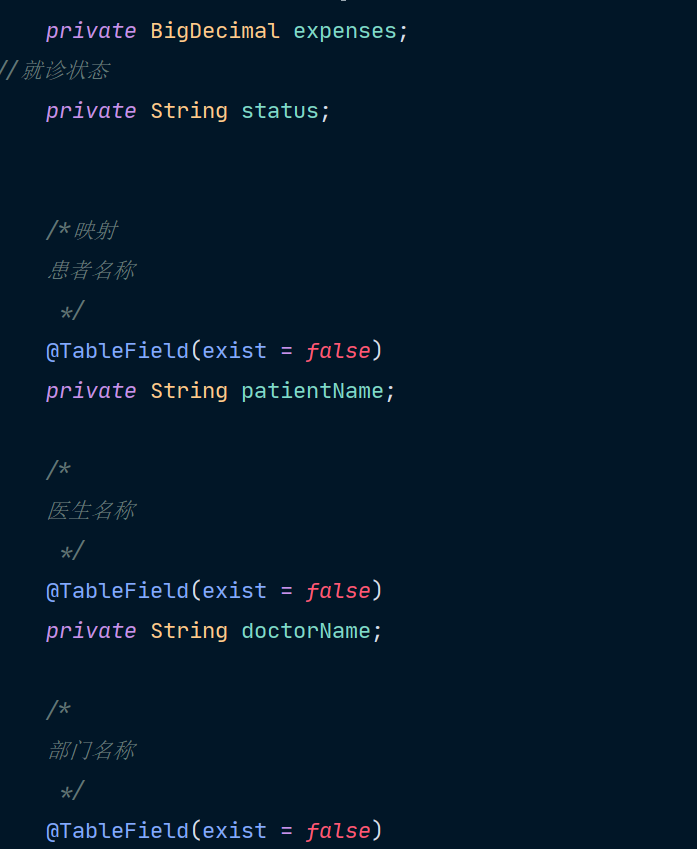 private BigDecimal expenses;
//就诊状态
private String status;
/*映射
患者名称
*/
@TableField(exist = false)
private String patientName;
/*
医生名称
*/
@TableField(exist = false)
private String doctorName;
/*
部门名称
*/
@TableField(exist = false)